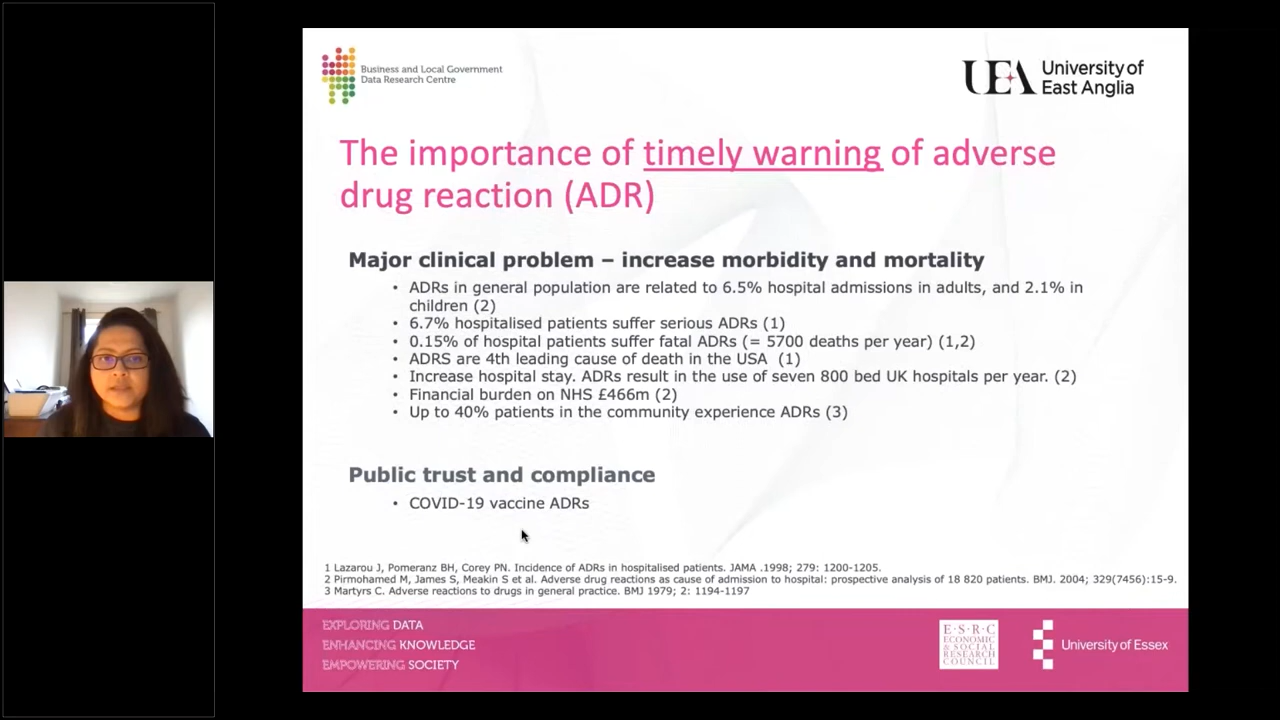 Business and Local Government
Data Research Centre
UEA University of
East Anglia
The importance of timely warning of adverse
drug reaction (ADR)
Major clinical problem – increase morbidity and mortality
• ADRs in general population are related to 6.5% hospital admissions in adults, and 2.1% in
children (2)
• 6.7% hospitalised patients suffer serious ADRs (1)
• 0.15% of hospital patients suffer fatal ADRs (= 5700 deaths per year) (1,2)
• ADRS are 4th leading cause of death in the USA (1)
• Increase hospital stay. ADRs result in the use of seven 800 bed UK hospitals per year. (2)
• Financial burden on NHS £466m (2)
• Up to 40% patients in the community experience ADRs (3)
Public trust and compliance
• COVID-19 vaccine ADRs
1 Lazarou J, Pomeranz BH, Corey PN. Incidence of ADRs in hospitalised patients. JAMA .1998; 279: 1200-1205.
2 Pirmohamed M, James S, Meakin S et al. Adverse drug reactions as cause of admission to hospital: prospective analysis of 18 820 patients. BMJ. 2004; 329(7456):15-9.
3 Martyrs C. Adverse reactions to drugs in general practice. BMJ 1979; 2: 1194-1197
EXPLORING DATA
ENHANCING KNOWLEDGE
EMPOWERING SOCIETY
E·S·R·C
ECONOMIC
& SOCIAL
RESEARCH
COUNCIL
University of Essex